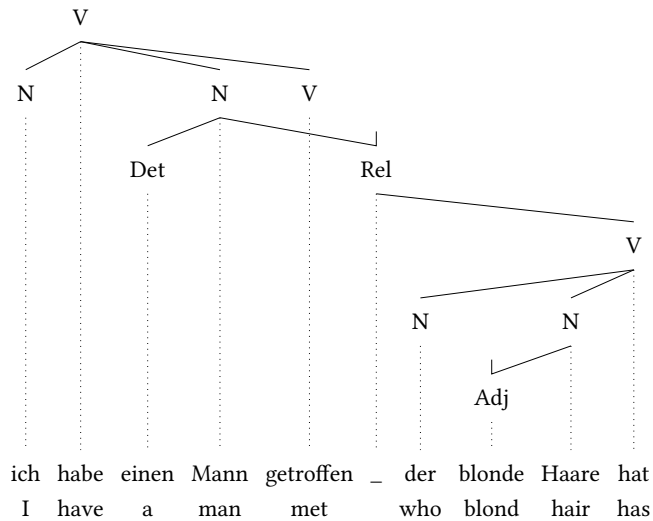 V
N N V
Det Rel
V
N N
Adj
ich habe einen Mann getroffen _ der blonde Haare hat
I have a man met who blond hair has